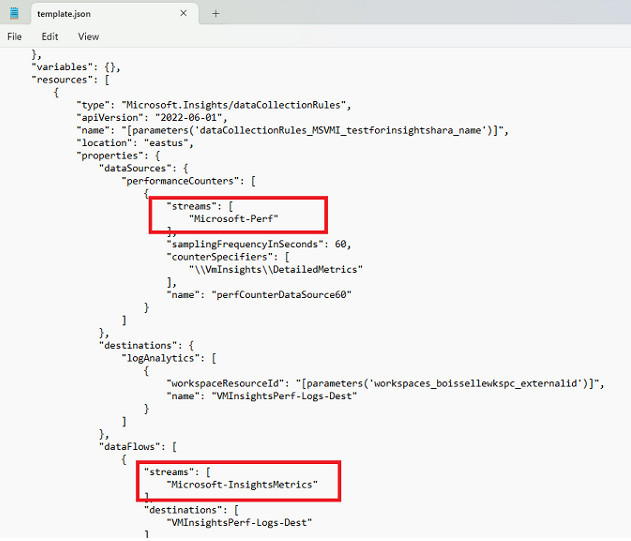 template.json
File Edit View
},
"variables": {},
"resources": [
{
"type": "Microsoft.Insights/dataCollectionRules",
"apiVersion": "2022-06-01",
"name": "[parameters('dataCollectionRules_MSVMI_testforinsightshara_name')]",
"location": "eastus",
"properties": {
"dataSources": {
"performanceCounters": [
{
"streams": [
"Microsoft-Perf"
],
"samplingFrequencyInSeconds": 60,
"counterSpecifiers": [
"\\VmInsights\\DetailedMetrics"
],
"name": "perfCounterDataSource60"
}
]
},
"destinations": {
"logAnalytics": [
{
"workspaceResourceId": "[parameters('workspaces_boissellewkspc_externalid')]",
"name": "VMInsightsPerf-Logs-Dest"
}
]
},
"dataFlows": [
{
"streams": [
"Microsoft-InsightsMetrics"
],
"destinations": [
"VMInsightsPerf-Logs-Dest"
]